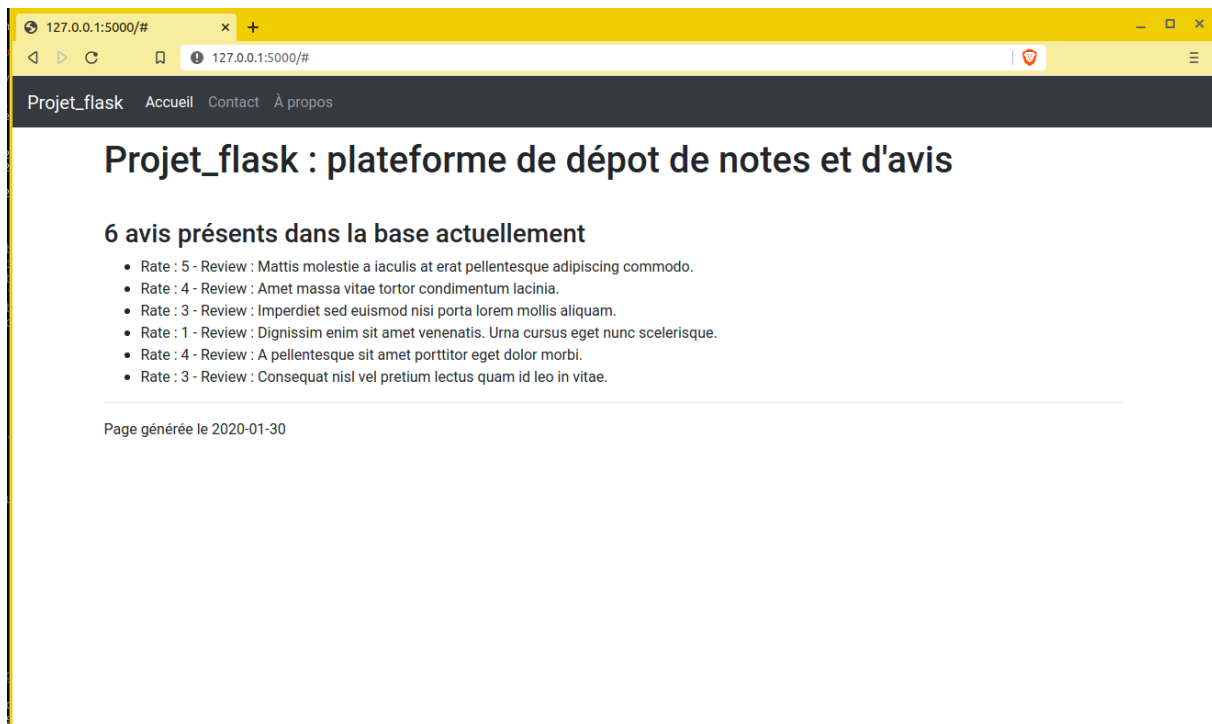 127.0.0.1:5000/#
127.0.0.1:5000/#
Projet_flask Accueil Contact À propos
Projet_flask : plateforme de dépot de notes et d'avis
6 avis présents dans la base actuellement
Rate : 5 - Review : Mattis molestie a iaculis at erat pellentesque adipiscing commodo.
Rate : 4 - Review : Amet massa vitae tortor condimentum lacinia.
Rate : 3 - Review : Imperdiet sed euismod nisi porta lorem mollis aliquam.
Rate : 1 - Review : Dignissim enim sit amet venenatis. Urna cursus eget nunc scelerisque.
Rate : 4 - Review : A pellentesque sit amet porttitor eget dolor morbi.
Rate : 3 - Review : Consequat nisl vel pretium lectus quam id leo in vitae.
Page générée le 2020-01-30